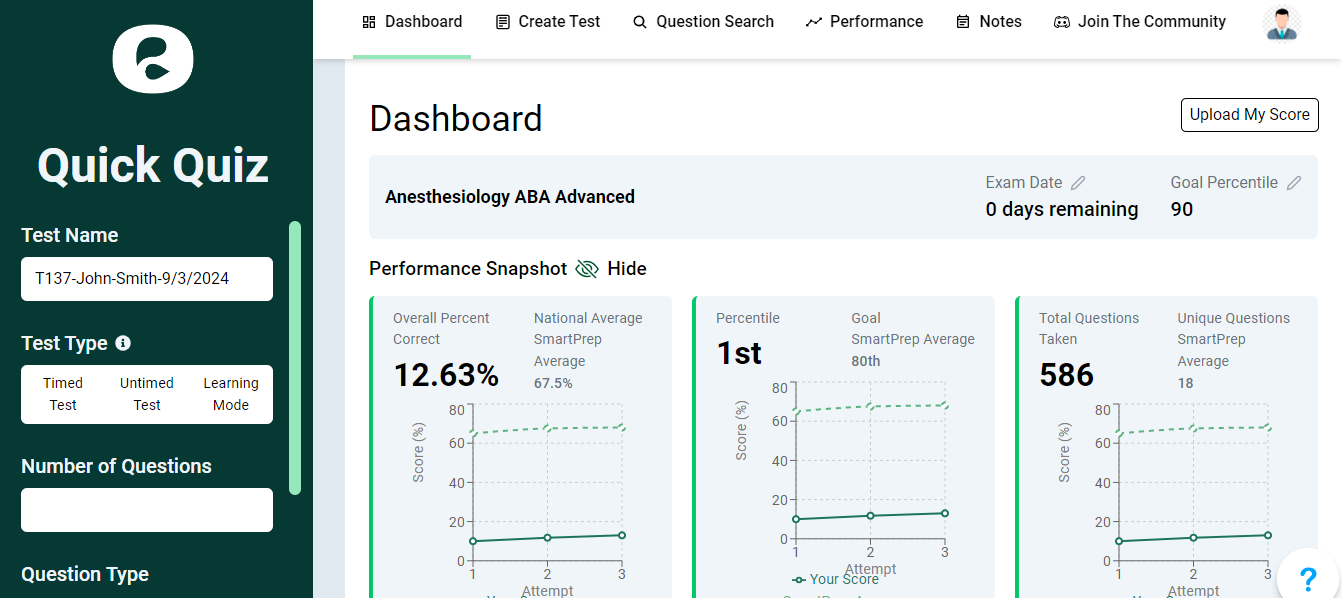 Dashboard
Create Test
Question Search
Performance
Notes
Join The Community
Quick Quiz
Test Name
T137-John-Smith-9/3/2024
Test Type
Timed Test
Untimed Test
Learning Mode
Number of Questions
Question Type
Dashboard
Upload My Score
Anesthesiology ABA Advanced
Exam Date
0 days remaining
Goal Percentile
90
Performance Snapshot Hide
Overall Percent
Correct
12.63%
National Average
SmartPrep
Average
67.5%
Score (%)
80
60
40
20
0
1 2 3
Attempt
Percentile
1st
Goal
SmartPrep Average
80th
Score (%)
80
60
40
20
0
1 2 3
Attempt
Your Score
Total Questions
Taken
586
Unique Questions
SmartPrep
Average
18
Score (%)
80
60
40
20
0
1 2 3
Attempt
?